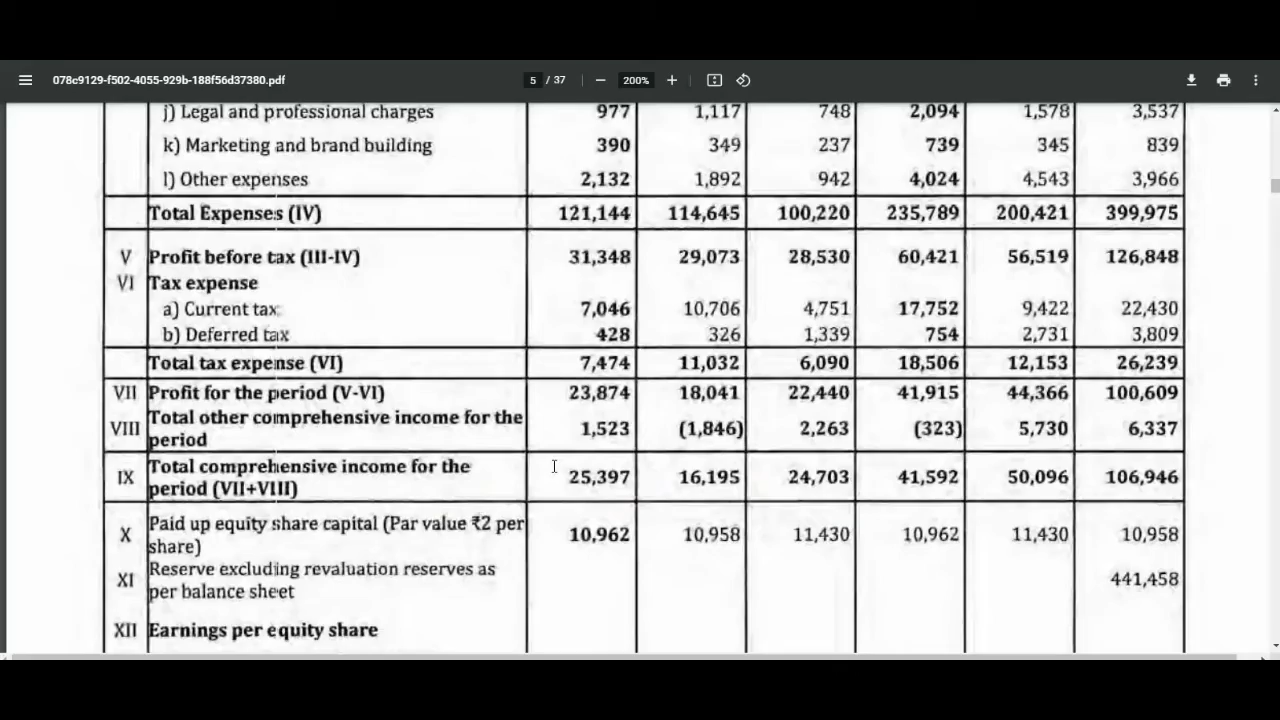 078c9129-f502-4055-929b-188f56d37380.pdf 5 / 37 200%
j) Legal and professional charges 977 1,117 748 2,094 1,578 3,537
k) Marketing and brand building 390 349 237 739 345 839
l) Other expenses 2,132 1,892 942 4,024 4,543 3,966
Total Expenses (IV) 121,144 114,645 100,220 235,789 200,421 399,975
V Profit before tax (III-IV) 31,348 29,073 28,530 60,421 56,519 126,848
VI Tax expense
a) Current tax 7,046 10,706 4,751 17,752 9,422 22,430
b) Deferred tax 428 326 1,339 754 2,731 3,809
Total tax expense (VI) 7,474 11,032 6,090 18,506 12,153 26,239
VII Profit for the period (V-VI) 23,874 18,041 22,440 41,915 44,366 100,609
VIII Total other comprehensive income for the
period 1,523 (1,846) 2,263 (323) 5,730 6,337
IX Total comprehensive income for the
period (VII+VIII) 25,397 16,195 24,703 41,592 50,096 106,946
X Paid up equity share capital (Par value ₹2 per
share) 10,962 10,958 11,430 10,962 11,430 10,958
XI Reserve excluding revaluation reserves as
per balance sheet 441,458
XII Earnings per equity share